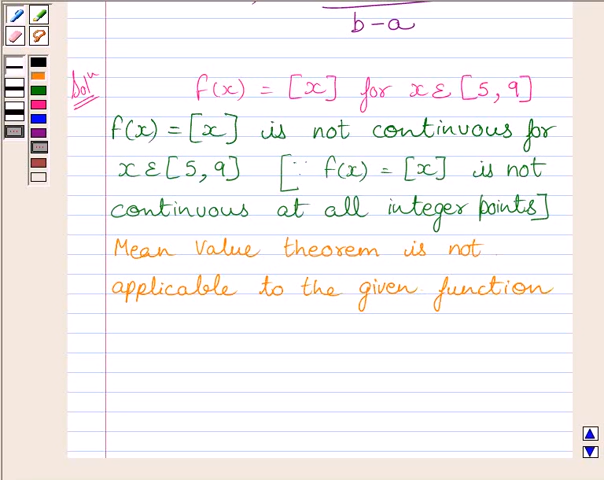 b-a
Solⁿ
f(x) = [x] for x ε [5, 9]
f(x) = [x] is not continuous for
x ε [5, 9] [∵ f(x) = [x] is not
continuous at all integer points]
Mean value theorem is not
applicable to the given function